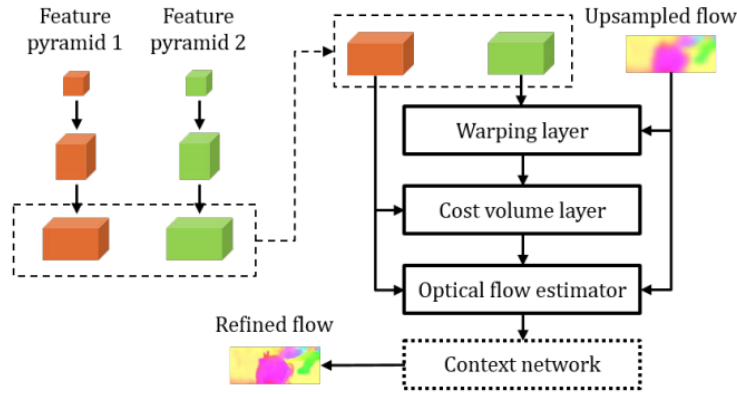 Feature
pyramid 1
Feature
pyramid 2
Upsampled flow
Warping layer
Cost volume layer
Optical flow estimator
Refined flow
Context network